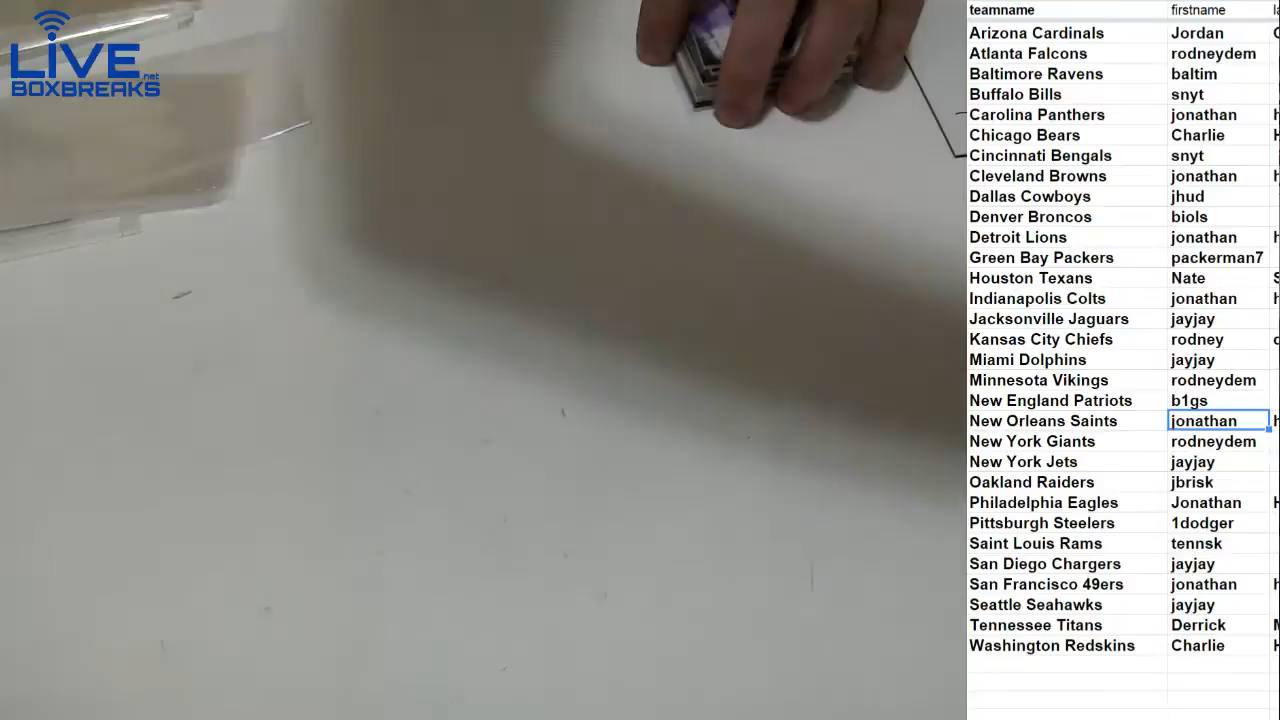 LIVE
.net
BOXBREAKS
teamname firstname
Arizona Cardinals Jordan
Atlanta Falcons rodneydem
Baltimore Ravens baltim
Buffalo Bills snyt
Carolina Panthers jonathan
Chicago Bears Charlie
Cincinnati Bengals snyt
Cleveland Browns jonathan
Dallas Cowboys jhud
Denver Broncos biols
Detroit Lions jonathan
Green Bay Packers packerman7
Houston Texans Nate
Indianapolis Colts jonathan
Jacksonville Jaguars jayjay
Kansas City Chiefs rodney
Miami Dolphins jayjay
Minnesota Vikings rodneydem
New England Patriots b1gs
New Orleans Saints jonathan
New York Giants rodneydem
New York Jets jayjay
Oakland Raiders jbrisk
Philadelphia Eagles Jonathan
Pittsburgh Steelers 1dodger
Saint Louis Rams tennsk
San Diego Chargers jayjay
San Francisco 49ers jonathan
Seattle Seahawks jayjay
Tennessee Titans Derrick
Washington Redskins Charlie